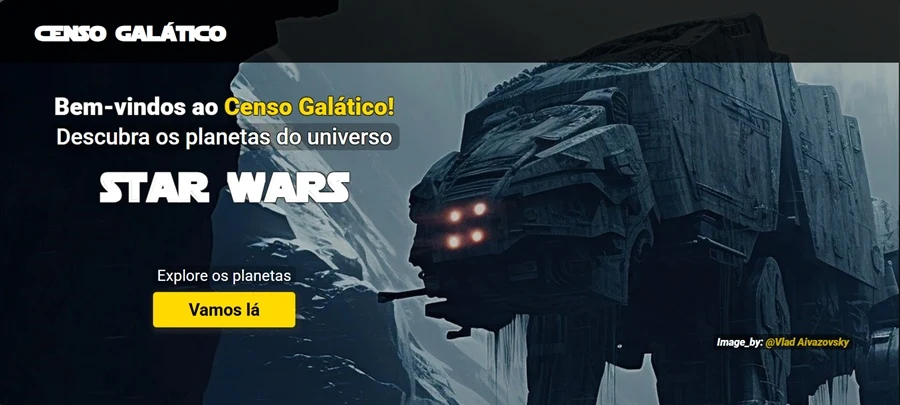 CENSO GALÁTICO
Bem-vindos ao Censo Galático!
Descubra os planetas do universo
STAR WARS
Explore os planetas
Vamos lá
Image_by: @Vlad Aivazovsky